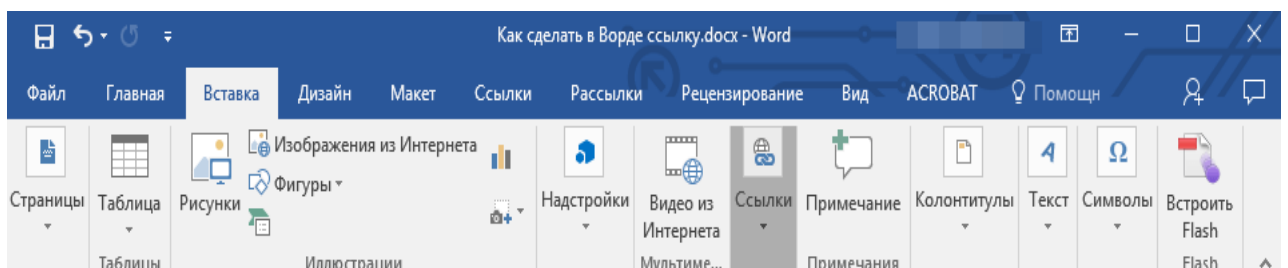 Как сделать в Ворде ссылку.docx - Word
Файл Главная Вставка Дизайн Макет Ссылки Рассылки Рецензирование Вид ACROBAT Помощн
Изображения из Интернета
Фигуры
Страницы Таблица Рисунки Надстройки Видео из Интернета Ссылки Примечание Колонтитулы Текст Символы Встроить Flash
Таблицы Иллюстрации Мультиме... Примечания Flash